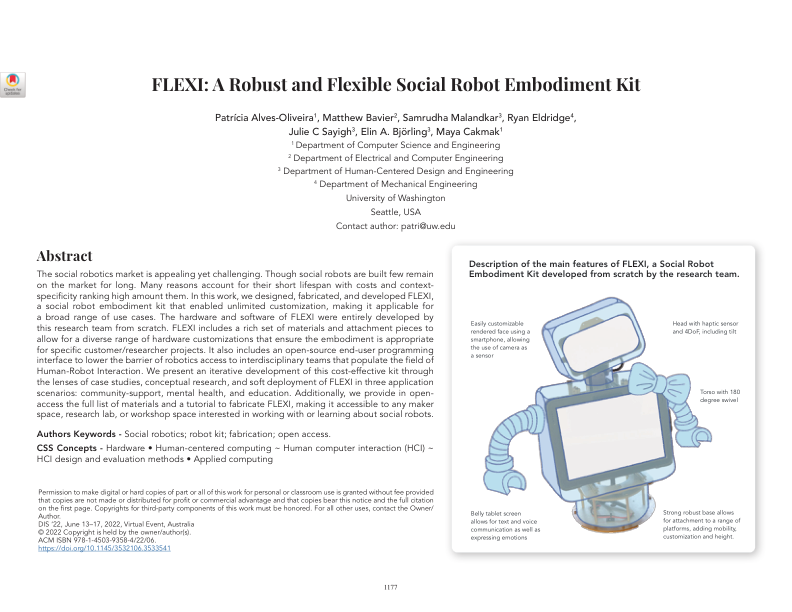 Check for
updates
FLEXI: A Robust and Flexible Social Robot Embodiment Kit
Patrícia Alves-Oliveira1, Matthew Bavier2, Samrudha Malandkar3, Ryan Eldridge4,
Julie C Sayigh3, Elin A. Björling3, Maya Cakmak1
1 Department of Computer Science and Engineering
2 Department of Electrical and Computer Engineering
3 Department of Human-Centered Design and Engineering
4 Department of Mechanical Engineering
University of Washington
Seattle, USA
Contact author: patri@uw.edu
Abstract
The social robotics market is appealing yet challenging. Though social robots are built few remain
on the market for long. Many reasons account for their short lifespan with costs and context-
specificity ranking high amount them. In this work, we designed, fabricated, and developed FLEXI,
a social robot embodiment kit that enabled unlimited customization, making it applicable for
a broad range of use cases. The hardware and software of FLEXI were entirely developed by
this research team from scratch. FLEXI includes a rich set of materials and attachment pieces to
allow for a diverse range of hardware customizations that ensure the embodiment is appropriate
for specific customer/researcher projects. It also includes an open-source end-user programming
interface to lower the barrier of robotics access to interdisciplinary teams that populate the field of
Human-Robot Interaction. We present an iterative development of this cost-effective kit through
the lenses of case studies, conceptual research, and soft deployment of FLEXI in three application
scenarios: community-support, mental health, and education. Additionally, we provide in open-
access the full list of materials and a tutorial to fabricate FLEXI, making it accessible to any maker
space, research lab, or workshop space interested in working with or learning about social robots.
Authors Keywords - Social robotics; robot kit; fabrication; open access.
CSS Concepts - Hardware • Human-centered computing ~ Human computer interaction (HCI) ~
HCI design and evaluation methods • Applied computing
Permission to make digital or hard copies of part or all of this work for personal or classroom use is granted without fee provided
that copies are not made or distributed for profit or commercial advantage and that copies bear this notice and the full citation
on the first page. Copyrights for third-party components of this work must be honored. For all other uses, contact the Owner/
Author.
DIS '22, June 13–17, 2022, Virtual Event, Australia
© 2022 Copyright is held by the owner/author(s).
ACM ISBN 978-1-4503-9358-4/22/06.
https://doi.org/10.1145/3532106.3533541
Description of the main features of FLEXI, a Social Robot
Embodiment Kit developed from scratch by the research team.
Easily customizable
rendered face using a
smartphone, allowing
the use of camera as
a sensor
Head with haptic sensor
and 4DoF, including tilt
Torso with 180
degree swivel
Belly tablet screen
allows for text and voice
communication as well as
expressing emotions
Strong robust base allows
for attachment to a range of
platforms, adding mobility,
customization and height.
1177